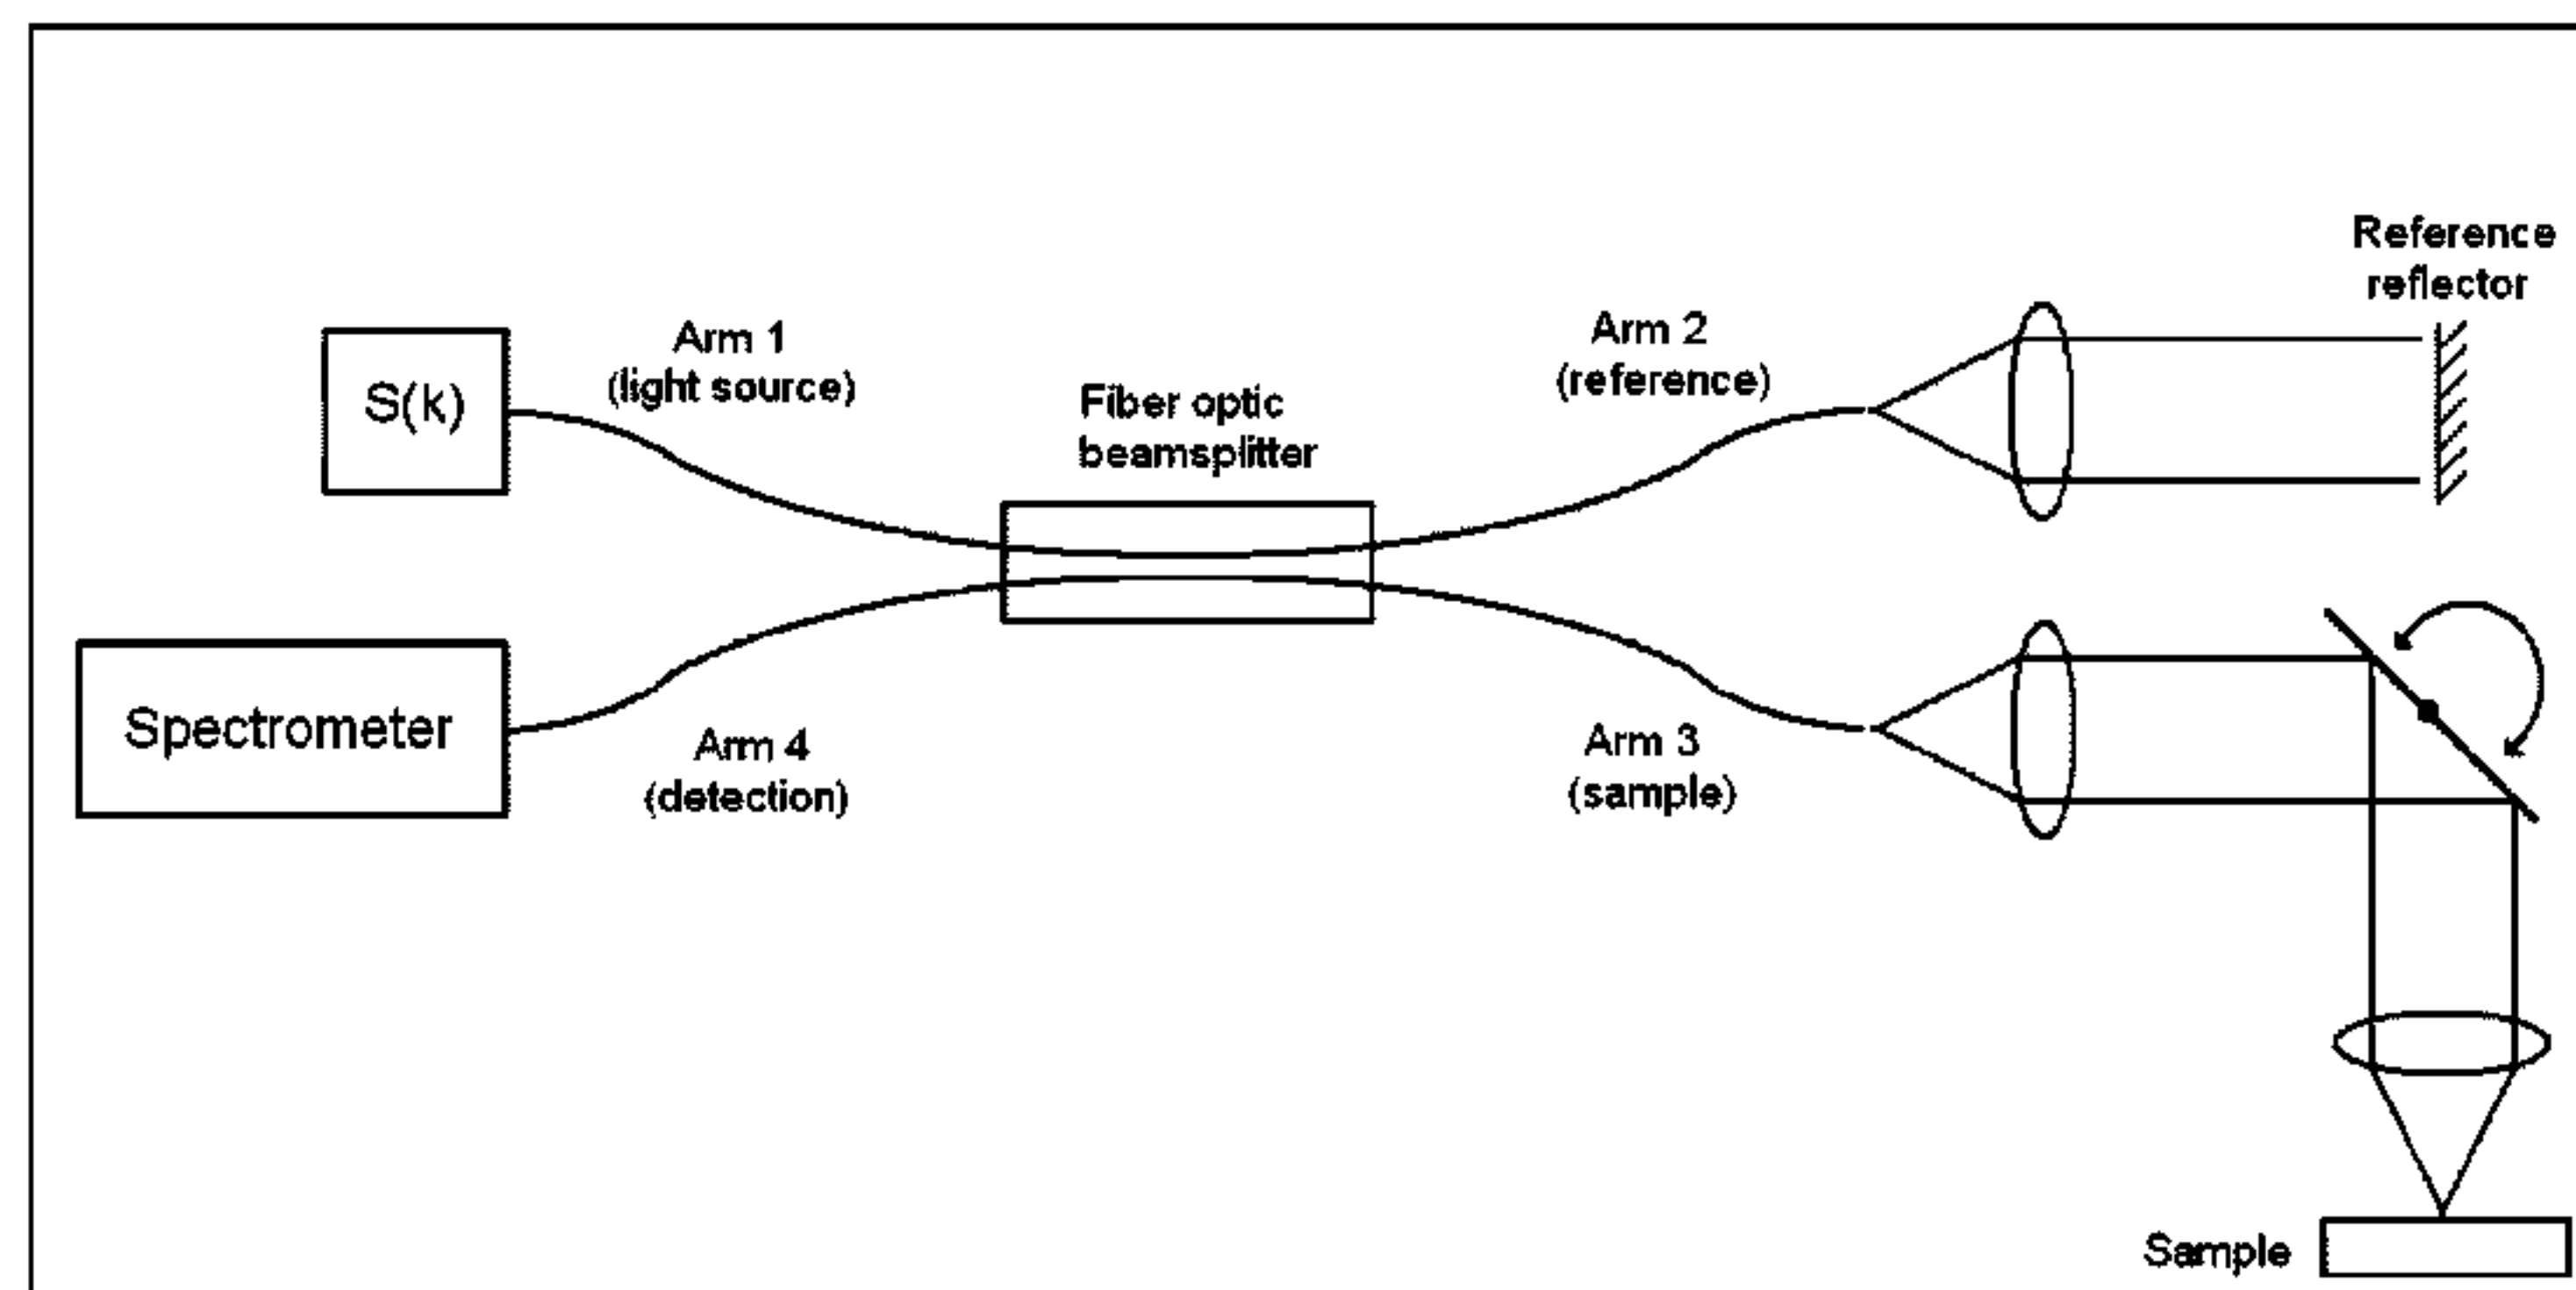 Reference
reflector
Arm 1
(light source)
Arm 2
(reference)
S(k)
Fiber optic
beamsplitter
Spectrometer
Arm 4
(detection)
Arm 3
(sample)
Sample